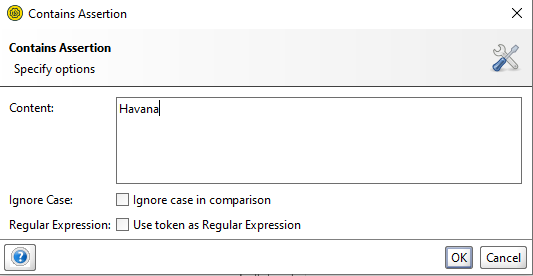 Contains Assertion
Contains Assertion
Specify options
Content:
Havana
Ignore Case: Ignore case in comparison
Regular Expression: Use token as Regular Expression
? OK Cancel